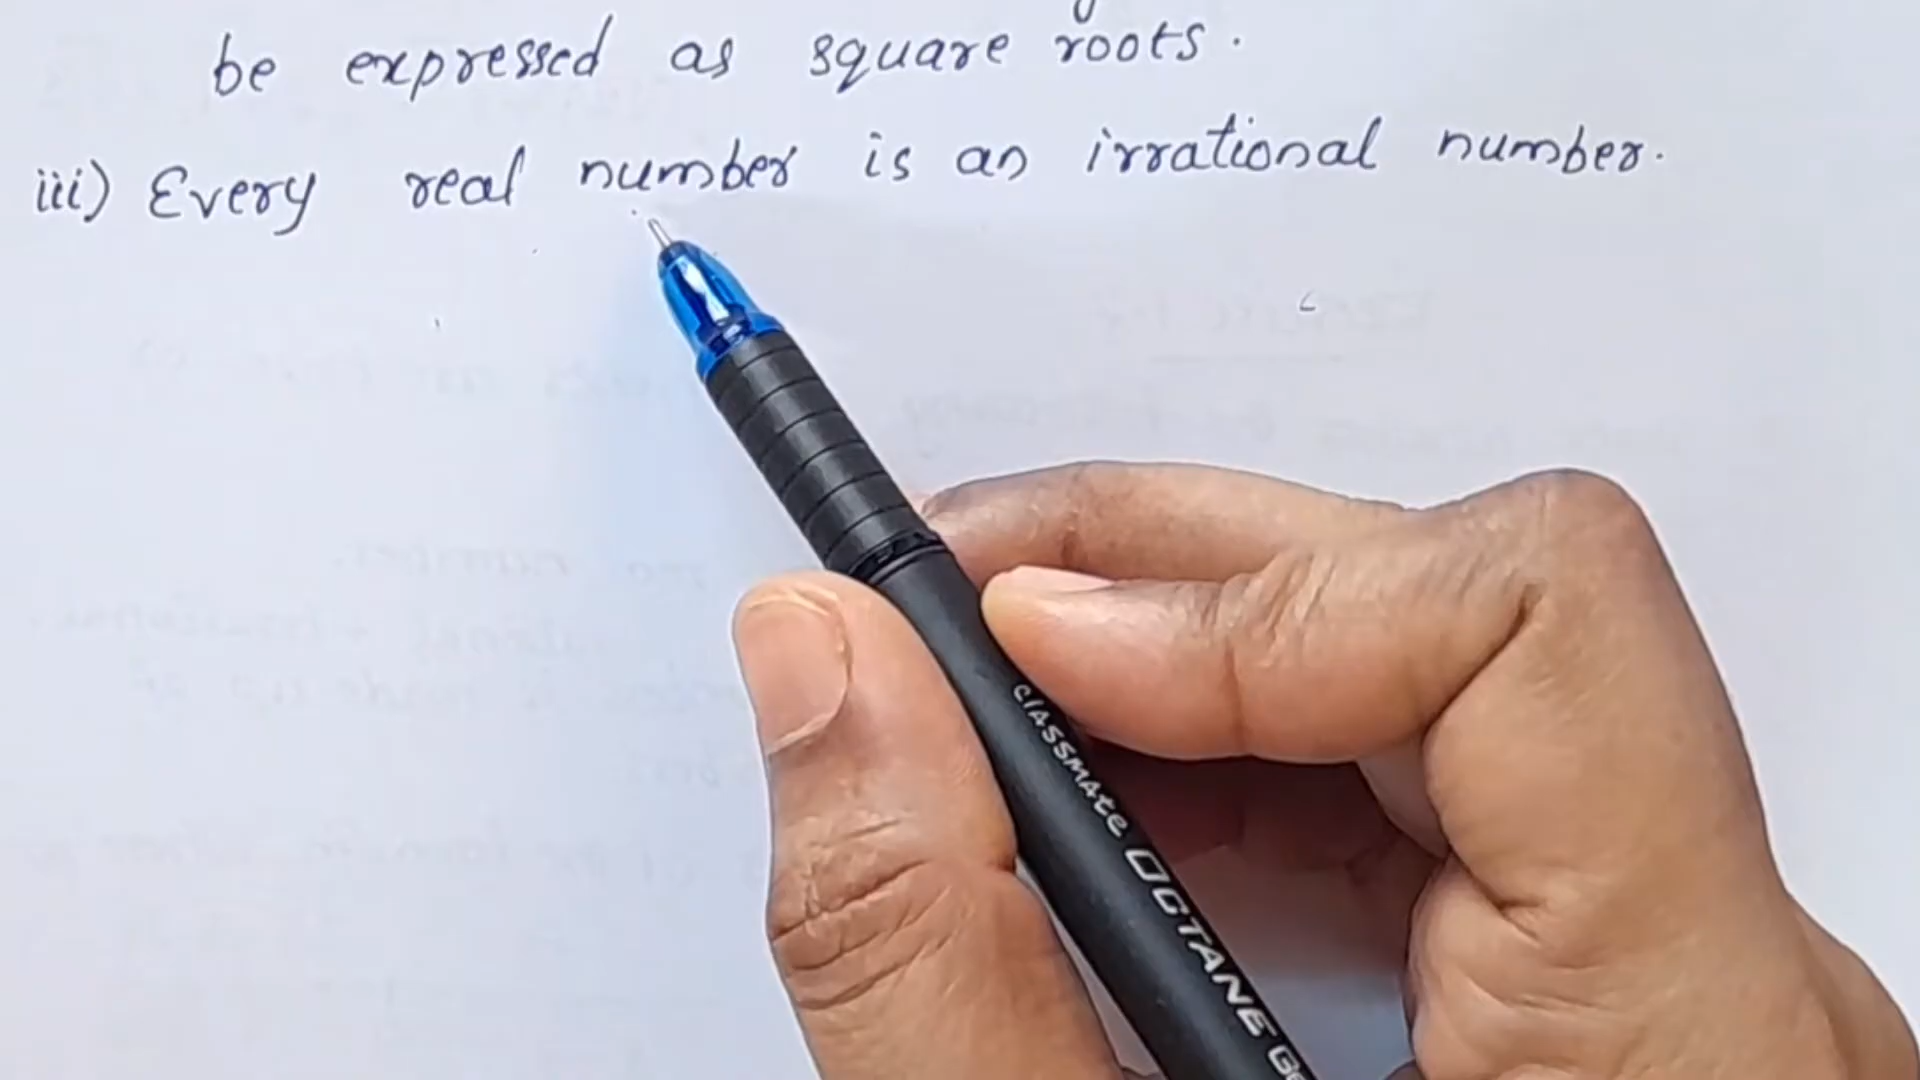 be expressed as square roots.
iii) Every real number is an irrational number.
classmate OCTANE